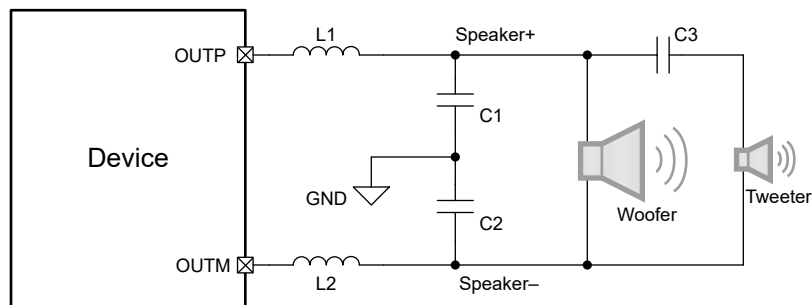 L1
Speaker+
C3
OUTP
C1
Device
GND
C2
Woofer
Tweeter
OUTM
L2
Speaker–